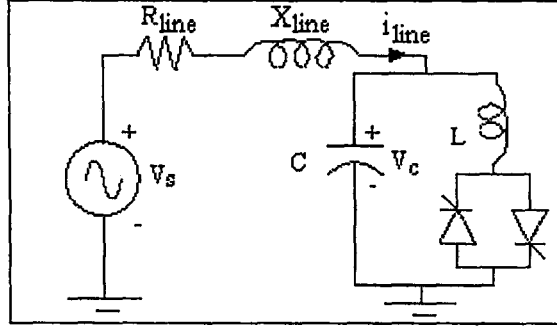 R_line X_line i_line
+ V_s -
C + V_c - L